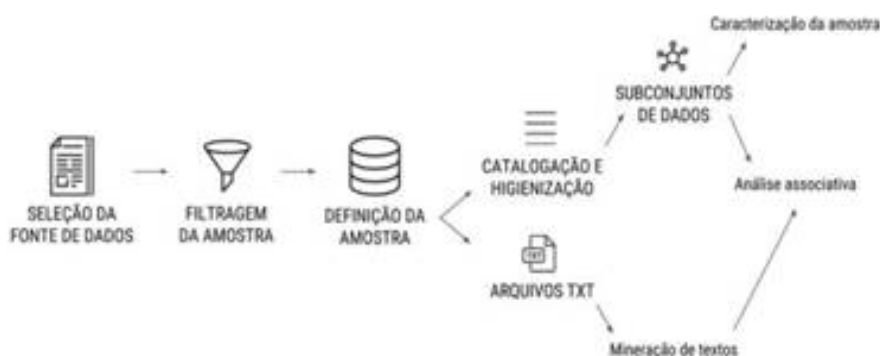 SELEÇÃO DA
FONTE DE DADOS
FILTRAGEM
DA AMOSTRA
DEFINIÇÃO DA
AMOSTRA
CATALOGAÇÃO E
HIGIENIZAÇÃO
SUBCONJUNTOS
DE DADOS
Caracterização da amostra
Análise associativa
TXT
ARQUIVOS TXT
Mineração de textos